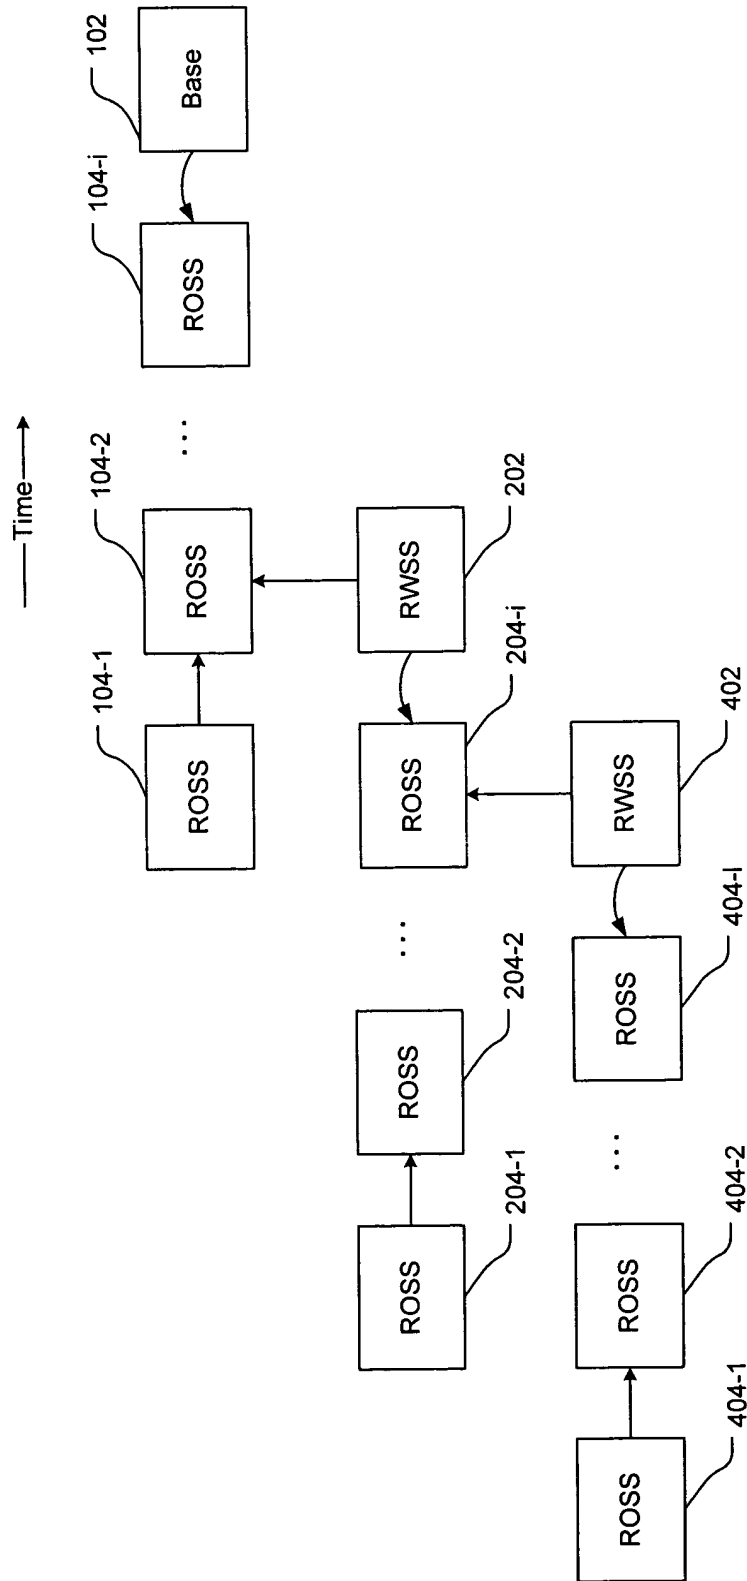 Time
104-1
104-2
104-i
102
ROSS
ROSS
...
ROSS
Base
ROSS
ROSS
...
ROSS
RWSS
204-1
204-2
204-i
202
ROSS
ROSS
...
ROSS
RWSS
404-1
404-2
404-l
402